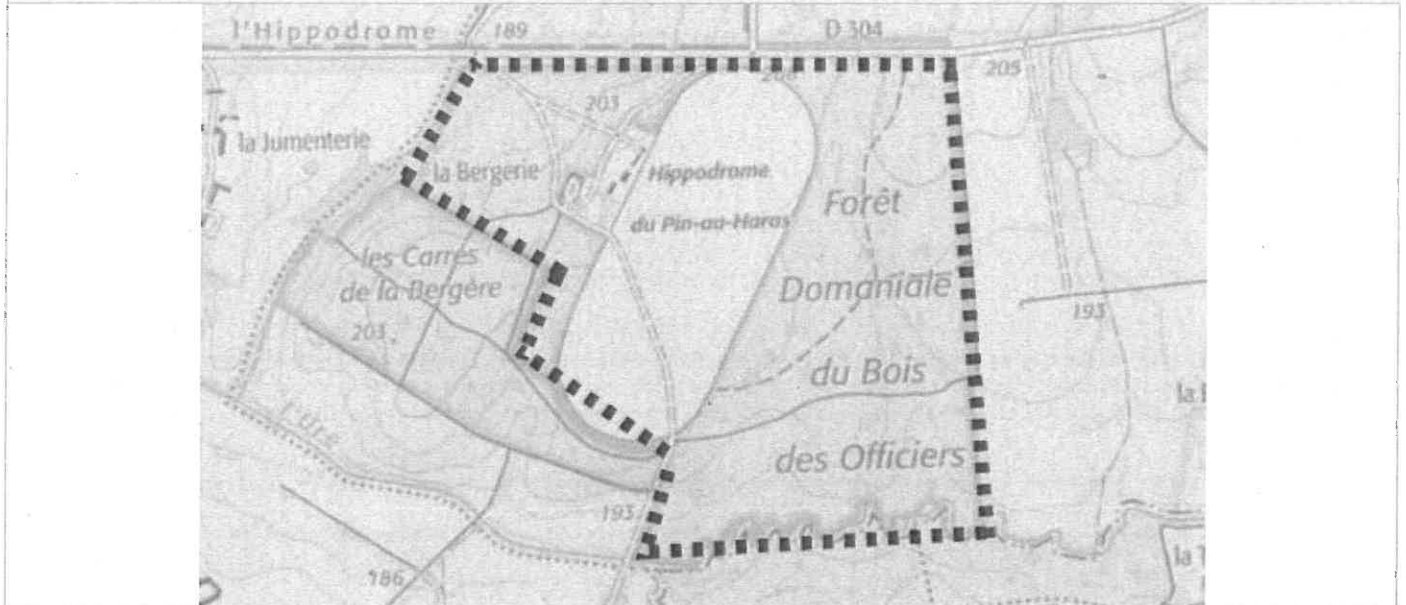 l'Hippodrome 189 D 304
205
203
la Jumenterie
la Bergerie
Hippodrome
du Pin-au-Haras
Forêt
les Carrés
de la Bergère
Domaniale
193
203
du Bois
l'Uré
des Officiers
193
186